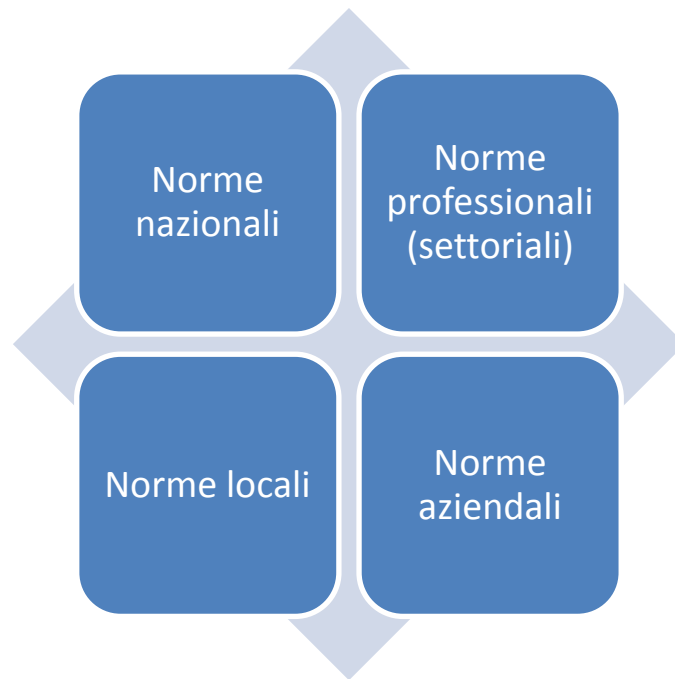 Norme
nazionali
Norme
professionali
(settoriali)
Norme locali
Norme
aziendali